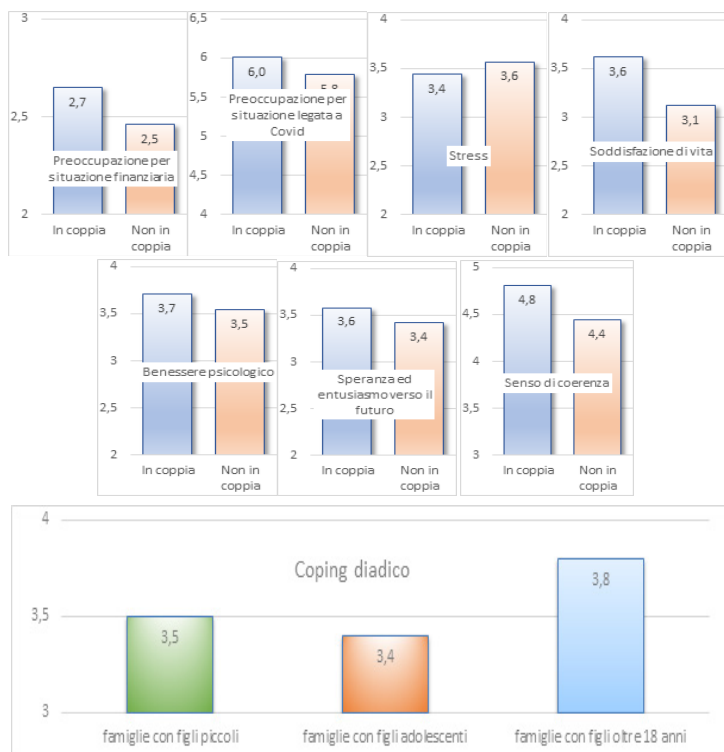 3
2,5
2
2,7
2,5
Preoccupazione per
situazione finanziaria
In coppia
Non in
coppia
6,5
6
5,5
5
4,5
4
6,0
5,8
Preoccupazione per
situazione legata a
Covid
In coppia
Non in
coppia
4
3,5
3
2,5
2
3,4
3,6
Stress
In coppia
Non in
coppia
4
3,5
3
2,5
2
3,6
3,1
Soddisfazione di vita
In coppia
Non in
coppia
4
3,5
3
2,5
2
3,7
3,5
Benessere psicologico
In coppia
Non in
coppia
4
3,5
3
2,5
2
3,6
3,4
Speranza ed
entusiasmo verso il
futuro
In coppia
Non in
coppia
5
4,5
4
3,5
3
4,8
4,4
Senso di coerenza
In coppia
Non in
coppia
4
3,5
3
Coping diadico
3,5
3,4
3,8
famiglie con figli piccoli
famiglie con figli adolescenti
famiglie con figli oltre 18 anni